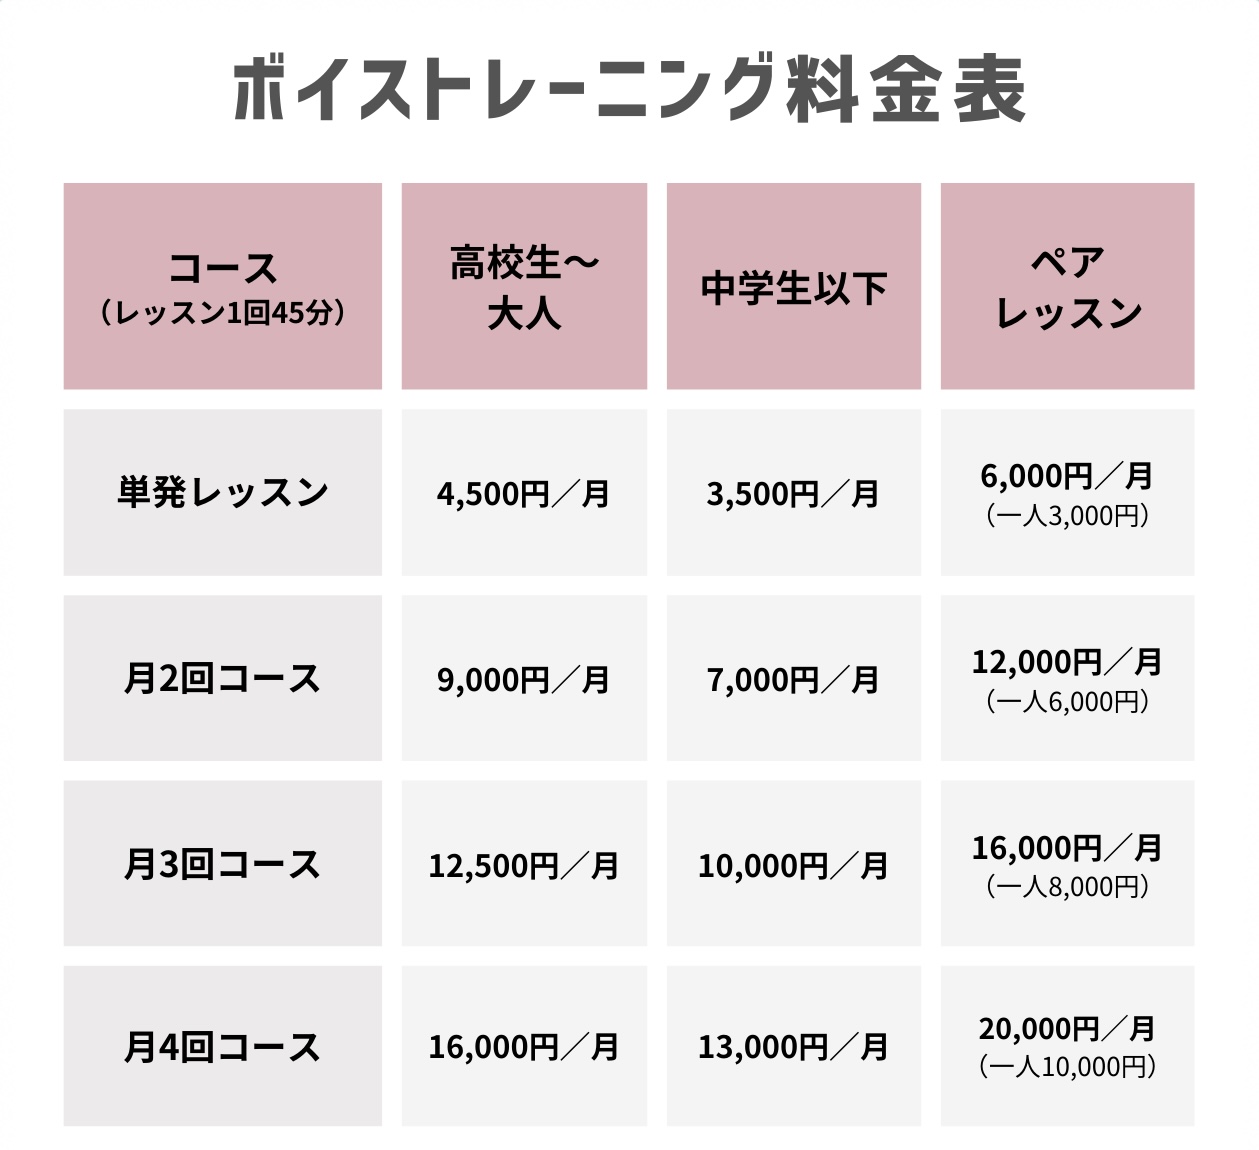 ボイストレーニング料金表
コース
（レッスン1回45分）
高校生〜
大人
中学生以下
ペア
レッスン
単発レッスン
4,500円／月
3,500円／月
6,000円／月
（一人3,000円）
月2回コース
9,000円／月
7,000円／月
12,000円／月
（一人6,000円）
月3回コース
12,500円／月
10,000円／月
16,000円／月
（一人8,000円）
月4回コース
16,000円／月
13,000円／月
20,000円／月
（一人10,000円）